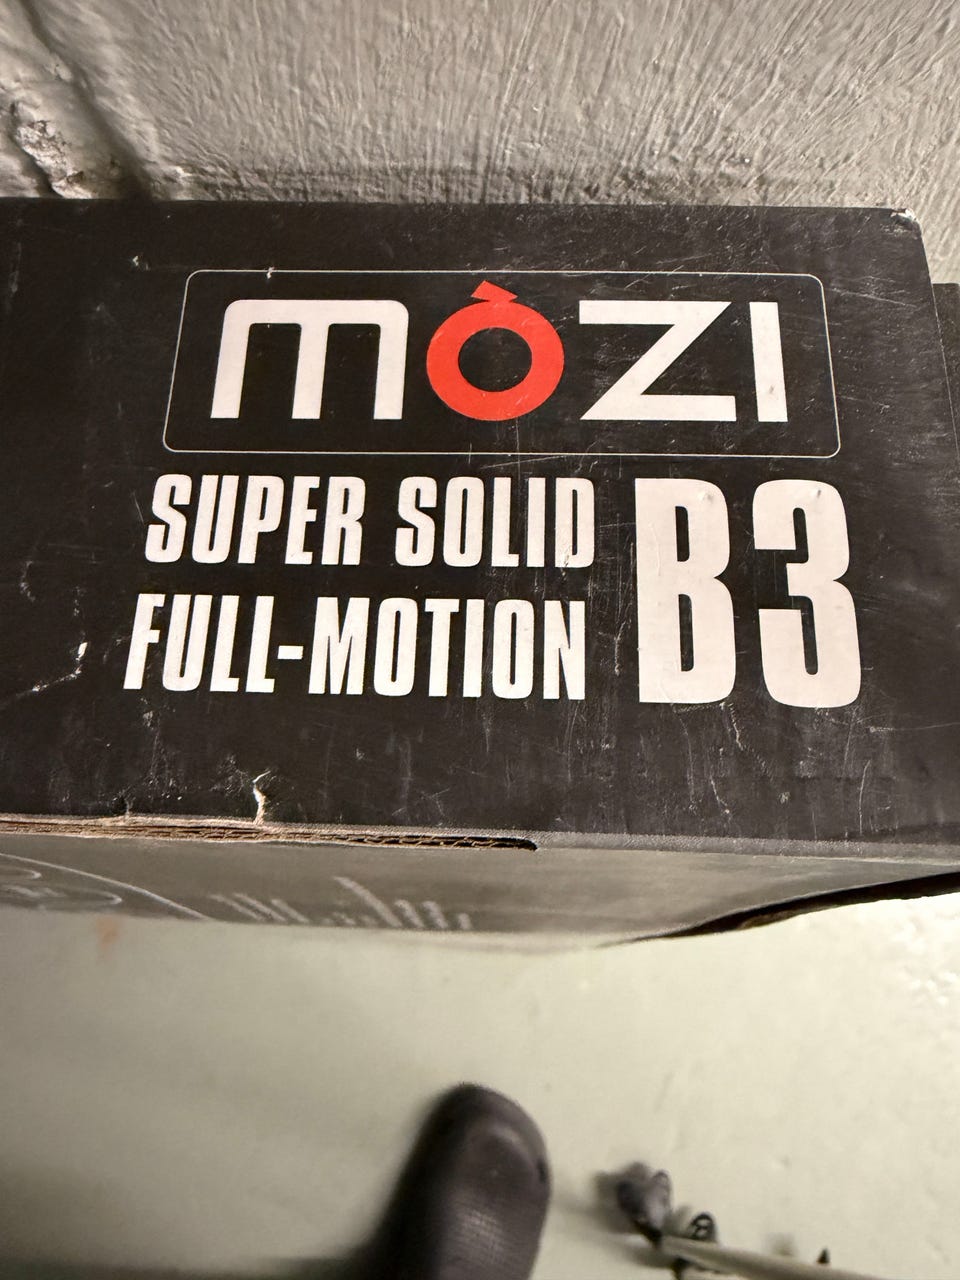 mozi
SUPER SOLID
FULL-MOTION
B3